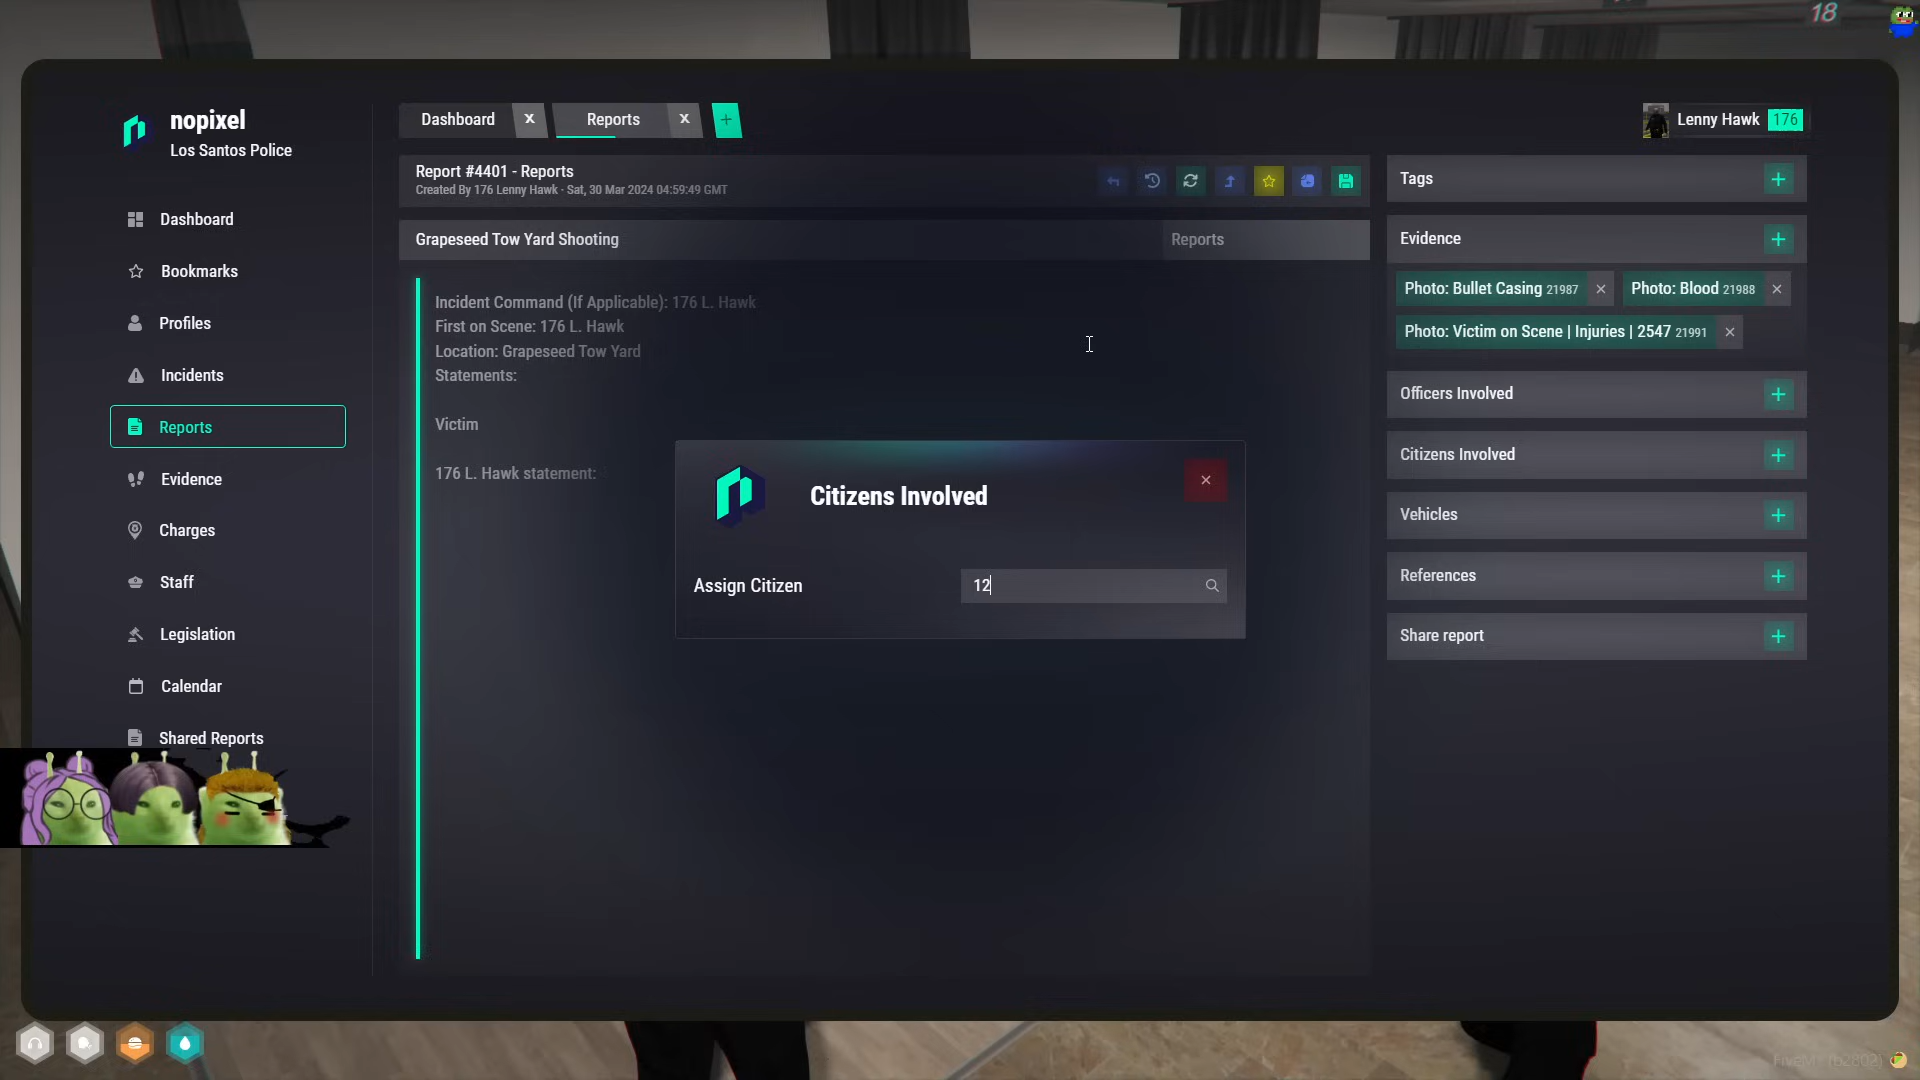 18
nopixel
Los Santos Police
Dashboard x
Reports x
+
Lenny Hawk 176
Report #4401 - Reports
Created By 176 Lenny Hawk · Sat, 30 Mar 2024 04:59:49 GMT
Grapeseed Tow Yard Shooting
Reports
Incident Command (If Applicable): 176 L. Hawk
First on Scene: 176 L. Hawk
Location: Grapeseed Tow Yard
Statements:
Victim
176 L. Hawk statement:
Dashboard
Bookmarks
Profiles
Incidents
Reports
Evidence
Charges
Staff
Legislation
Calendar
Shared Reports
Citizens Involved
Assign Citizen
12
Tags
Evidence
Photo: Bullet Casing 21987
Photo: Blood 21988
Photo: Victim on Scene | Injuries | 2547 21991
Officers Involved
Citizens Involved
Vehicles
References
Share report